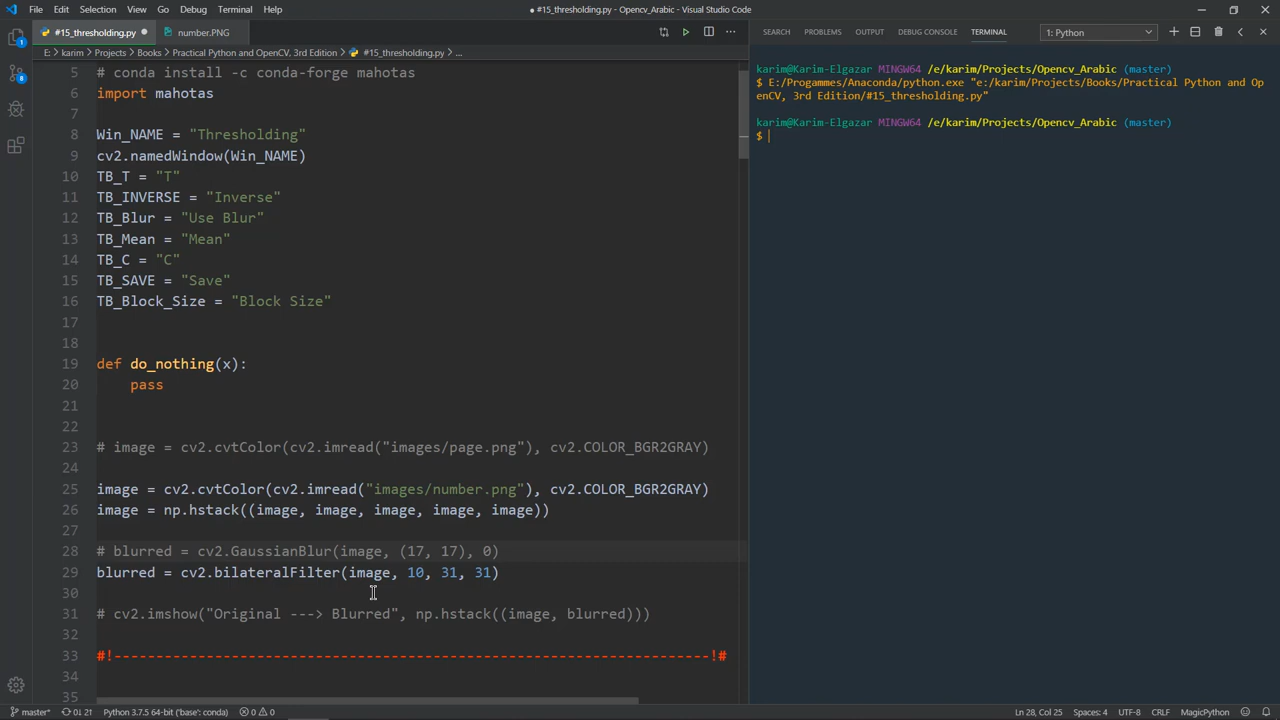 File Edit Selection View Go Debug Terminal Help
● #15_thresholding.py - Opencv_Arabic - Visual Studio Code
#15_thresholding.py ● number.PNG
SEARCH PROBLEMS OUTPUT DEBUG CONSOLE TERMINAL 1: Python
E: > karim > Projects > Books > Practical Python and OpenCV, 3rd Edition > #15_thresholding.py > ...
5 # conda install -c conda-forge mahotas
6 import mahotas
7
8 Win_NAME = "Thresholding"
9 cv2.namedWindow(Win_NAME)
10 TB_T = "T"
11 TB_INVERSE = "Inverse"
12 TB_Blur = "Use Blur"
13 TB_Mean = "Mean"
14 TB_C = "C"
15 TB_SAVE = "Save"
16 TB_Block_Size = "Block Size"
17
18
19 def do_nothing(x):
20 pass
21
22
23 # image = cv2.cvtColor(cv2.imread("images/page.png"), cv2.COLOR_BGR2GRAY)
24
25 image = cv2.cvtColor(cv2.imread("images/number.png"), cv2.COLOR_BGR2GRAY)
26 image = np.hstack((image, image, image, image, image))
27
28 # blurred = cv2.GaussianBlur(image, (17, 17), 0)
29 blurred = cv2.bilateralFilter(image, 10, 31, 31)
30
31 # cv2.imshow("Original ---> Blurred", np.hstack((image, blurred)))
32
33 #!------------------------------------------------------------------------!#
34
35
karim@Karim-Elgazar MINGW64 /e/karim/Projects/Opencv_Arabic (master)
$ E:/Progammes/Anaconda/python.exe "e:/karim/Projects/Books/Practical Python and Op
enCV, 3rd Edition/#15_thresholding.py"
karim@Karim-Elgazar MINGW64 /e/karim/Projects/Opencv_Arabic (master)
$
1
8
master* 0↓ 2↑ Python 3.7.5 64-bit ('base': conda) 0 0 Ln 28, Col 25 Spaces: 4 UTF-8 CRLF MagicPython